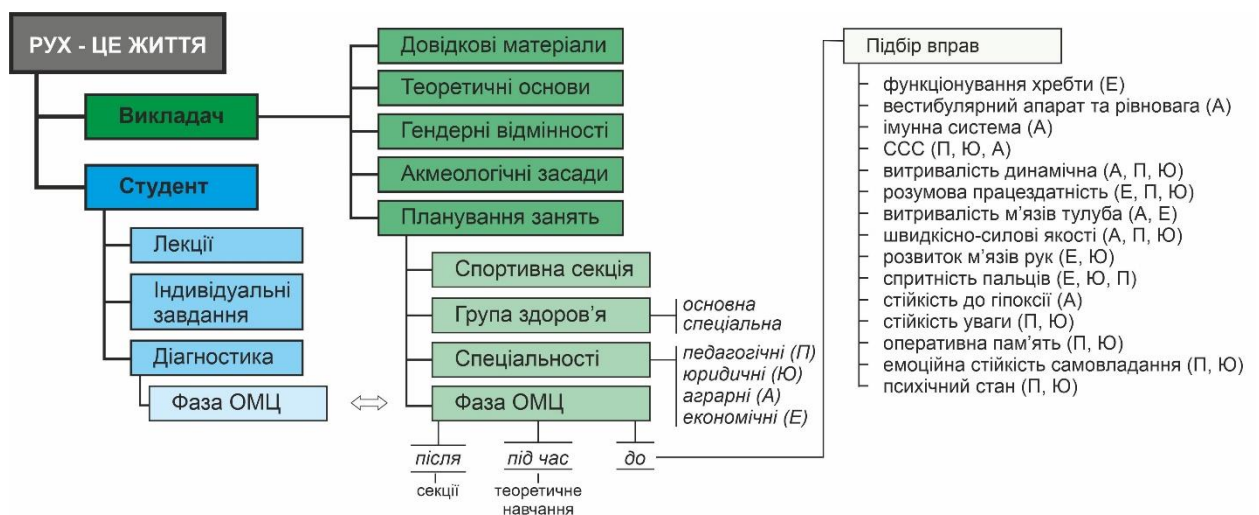 РУХ - ЦЕ ЖИТТЯ
Викладач
Студент
Лекції
Індивідуальні
завдання
Діагностика
Фаза ОМЦ
Довідкові матеріали
Теоретичні основи
Гендерні відмінності
Акмеологічні засади
Планування занять
Спортивна секція
Група здоров’я
основна
спеціальна
Спеціальності
педагогічні (П)
юридичні (Ю)
аграрні (А)
економічні (Е)
Фаза ОМЦ
після
секції
під час
теоретичне
навчання
до
Підбір вправ
функціонування хребти (Е)
вестибулярний апарат та рівновага (А)
імунна система (А)
ССС (П, Ю, А)
витривалість динамічна (А, П, Ю)
розумова працездатність (Е, П, Ю)
витривалість м’язів тулуба (А, Е)
швидкісно-силові якості (А, П, Ю)
розвиток м’язів рук (Е, Ю)
спритність пальців (Е, Ю, П)
стійкість до гіпоксії (А)
стійкість уваги (П, Ю)
оперативна пам’ять (П, Ю)
емоційна стійкість самовладання (П, Ю)
психічний стан (П, Ю)